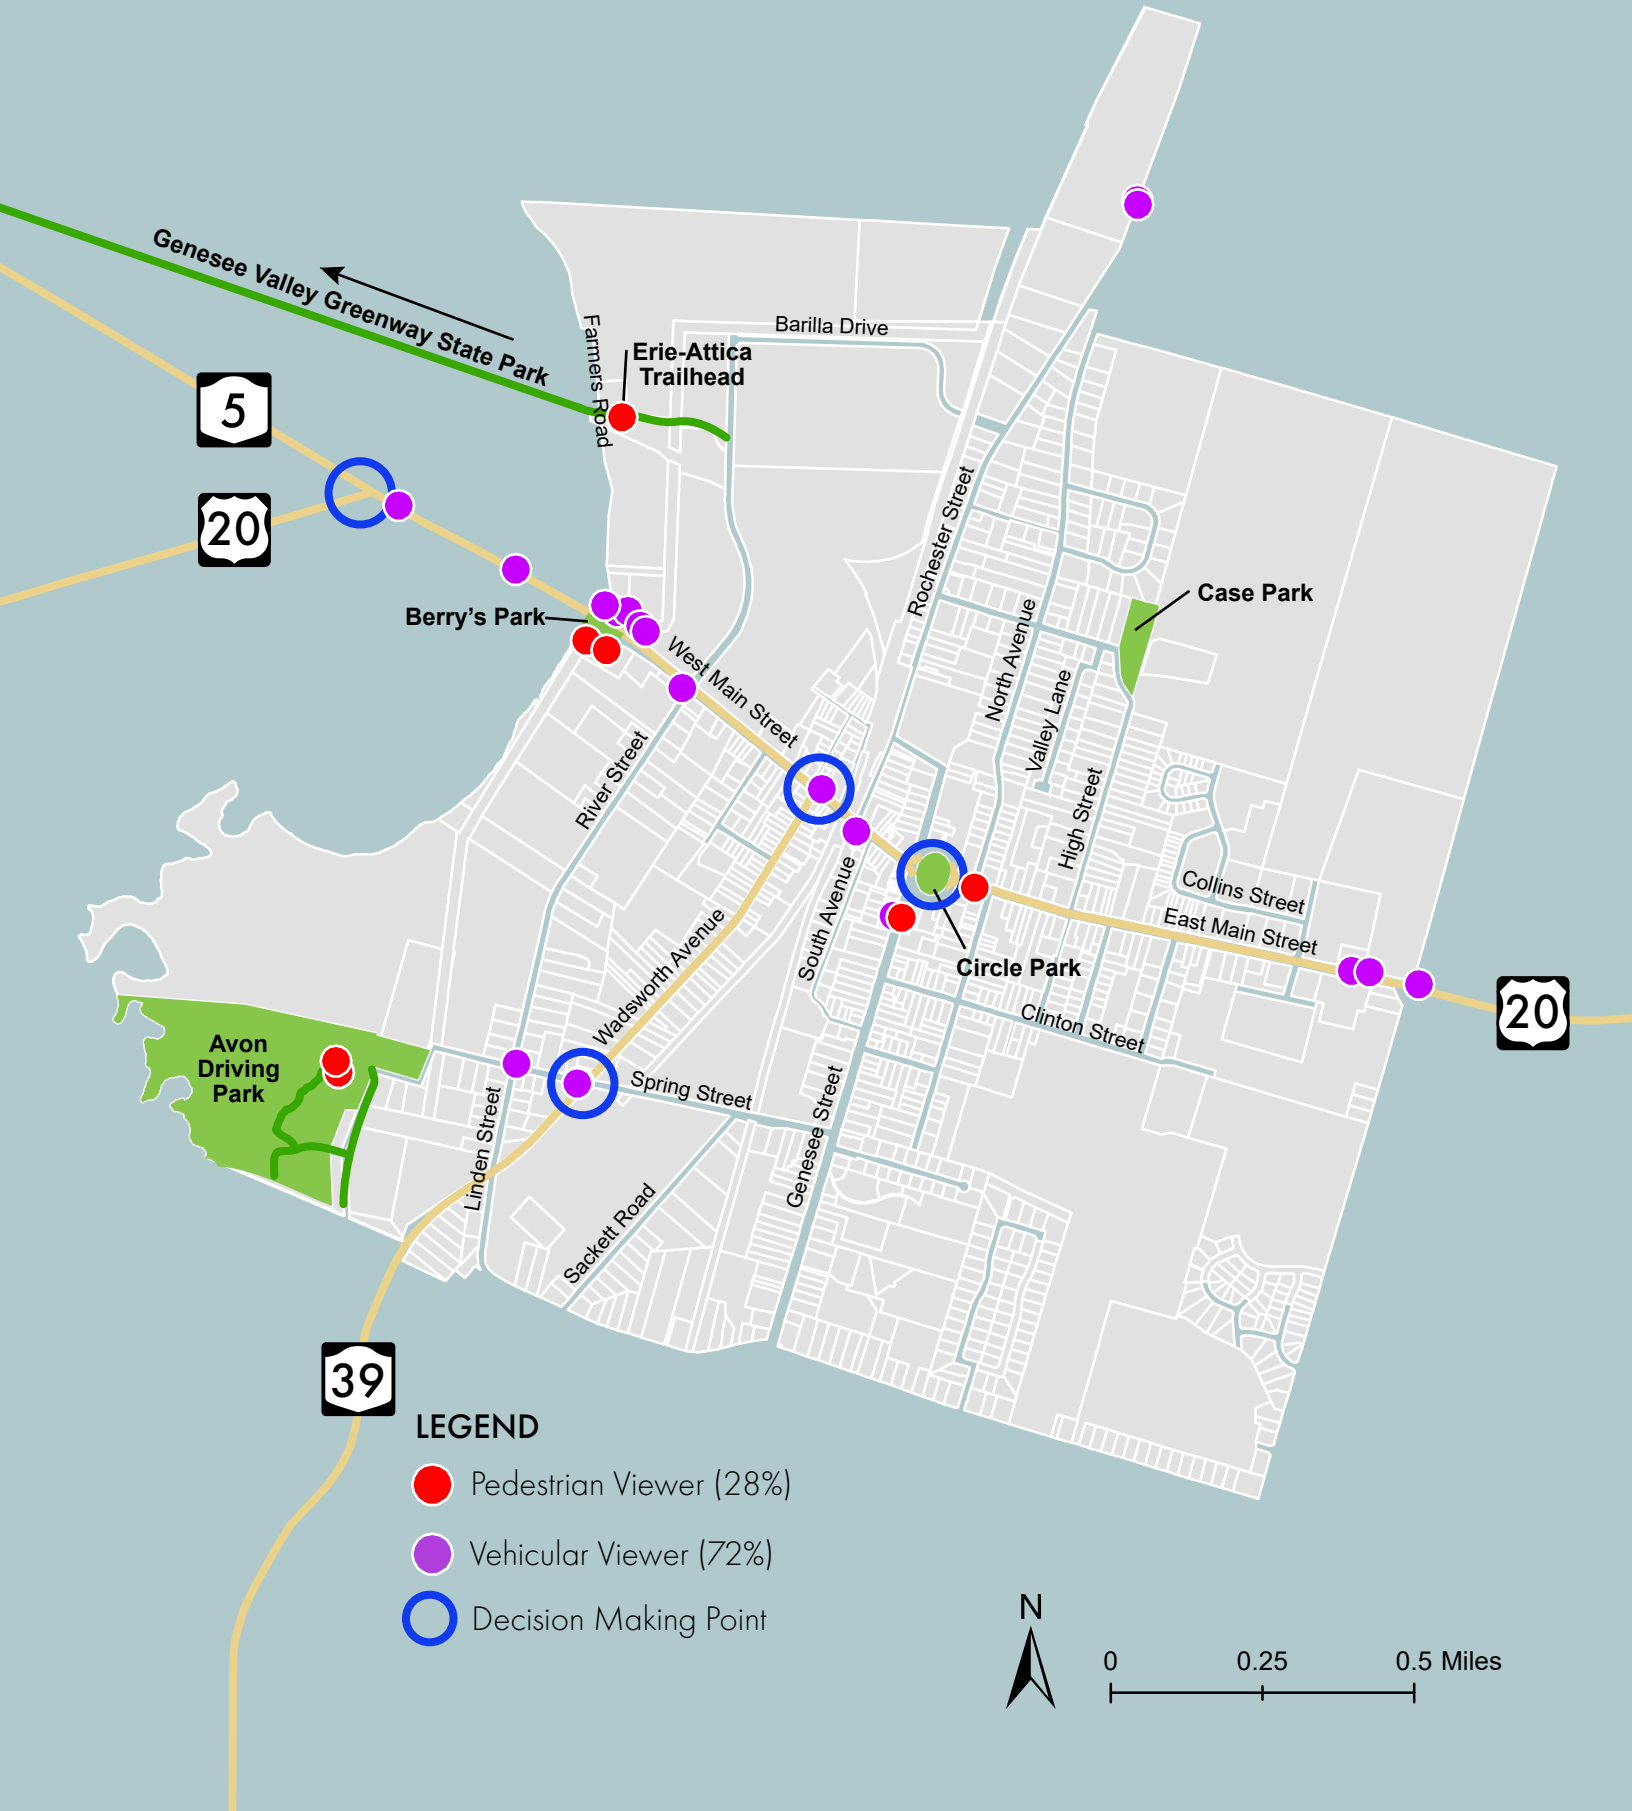 Genesee Valley Greenway State Park
Farmers Road
Barilla Drive
Erie-Attica
Trailhead
5
20
Berry's Park
West Main Street
Rochester Street
North Avenue
Valley Lane
High Street
Case Park
River Street
South Avenue
Collins Street
East Main Street
Circle Park
20
Wadsworth Avenue
Clinton Street
Avon
Driving
Park
Spring Street
Linden Street
Genesee Street
Sackett Road
39
LEGEND
Pedestrian Viewer (28%)
Vehicular Viewer (72%)
Decision Making Point
N
0 0.25 0.5 Miles